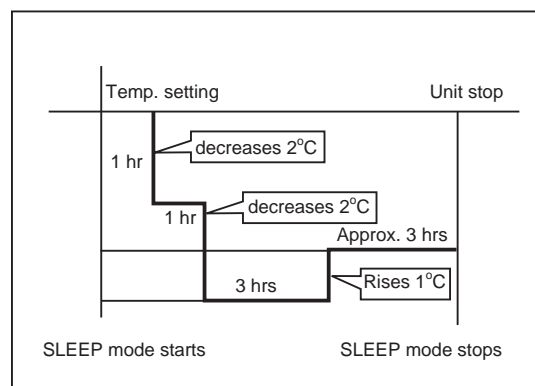 Temp. setting
Unit stop
1 hr
decreases 2°C
1 hr
decreases 2°C
Approx. 3 hrs
3 hrs
Rises 1°C
SLEEP mode starts
SLEEP mode stops